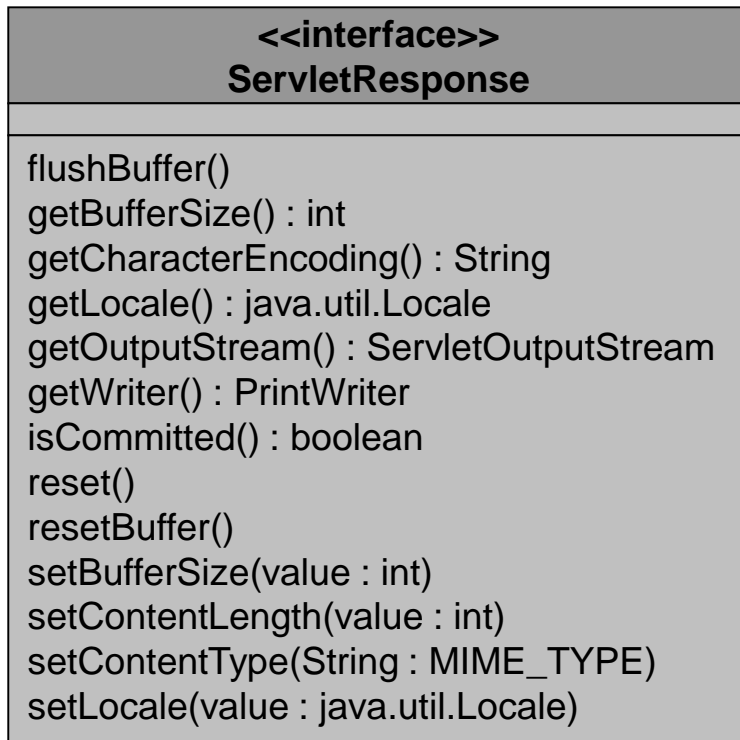 <<interface>>
ServletResponse
flushBuffer()
getBufferSize() : int
getCharacterEncoding() : String
getLocale() : java.util.Locale
getOutputStream() : ServletOutputStream
getWriter() : PrintWriter
isCommitted() : boolean
reset()
resetBuffer()
setBufferSize(value : int)
setContentLength(value : int)
setContentType(String : MIME_TYPE)
setLocale(value : java.util.Locale)